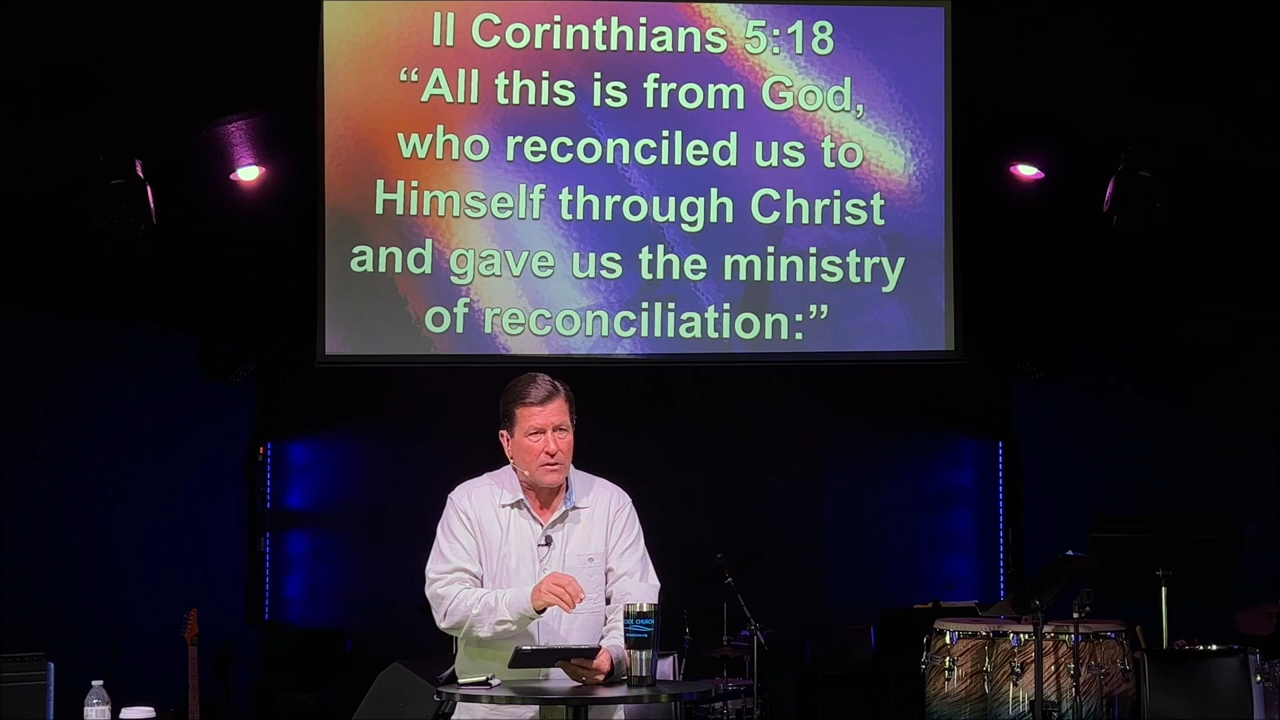 II Corinthians 5:18
“All this is from God,
who reconciled us to
Himself through Christ
and gave us the ministry
of reconciliation:”
CHURCH